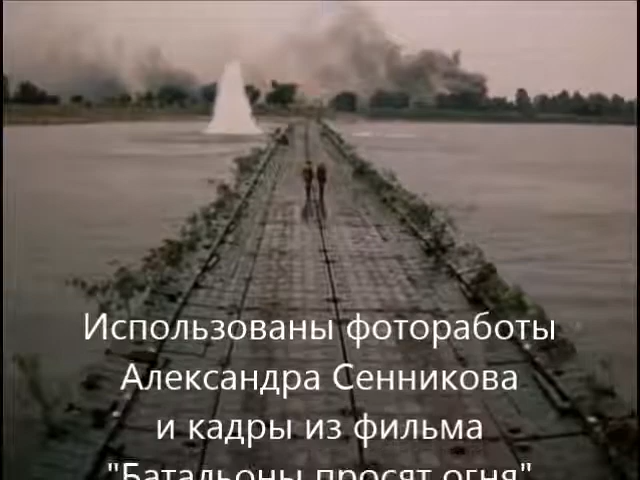 Использованы фотоработы
Александра Сенникова
и кадры из фильма
"Батальоны просят огня"